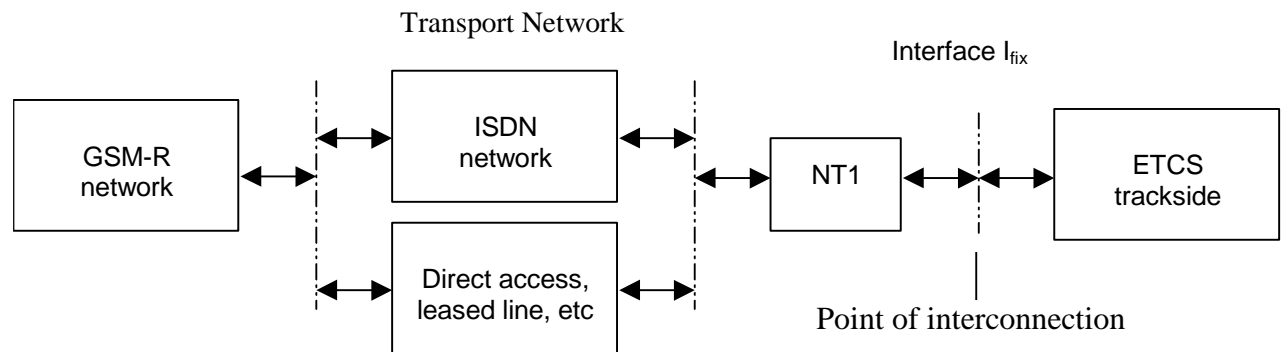 Transport Network
Interface Ifix
GSM-R
network
ISDN
network
NT1
ETCS
trackside
Direct access,
leased line, etc
Point of interconnection